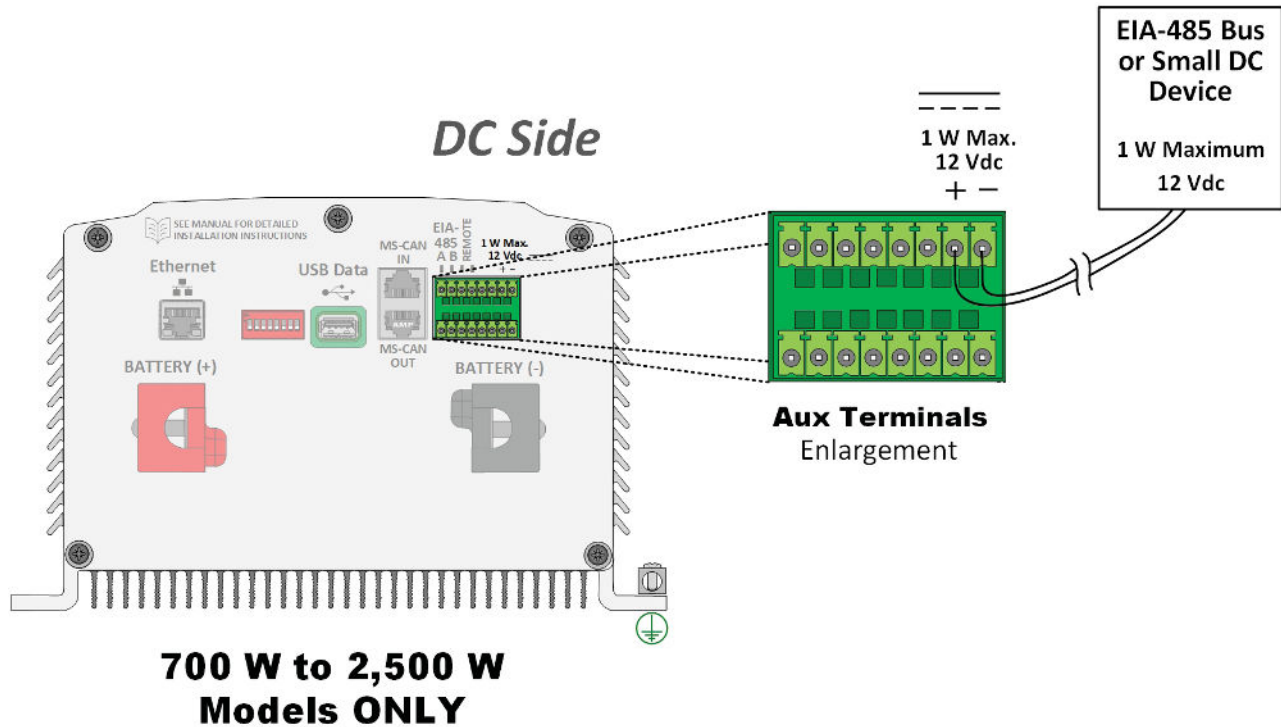 DC Side
SEE MANUAL FOR DETAILED
INSTALLATION INSTRUCTIONS
Ethernet
USB Data
MS-CAN
IN
MS-CAN
OUT
EIA-
485
A B
REMOTE
1 W Max.
12 Vdc
+ −
BATTERY (+)
BATTERY (-)
700 W to 2,500 W
Models ONLY
1 W Max.
12 Vdc
+ −
Aux Terminals
Enlargement
EIA-485 Bus
or Small DC
Device
1 W Maximum
12 Vdc